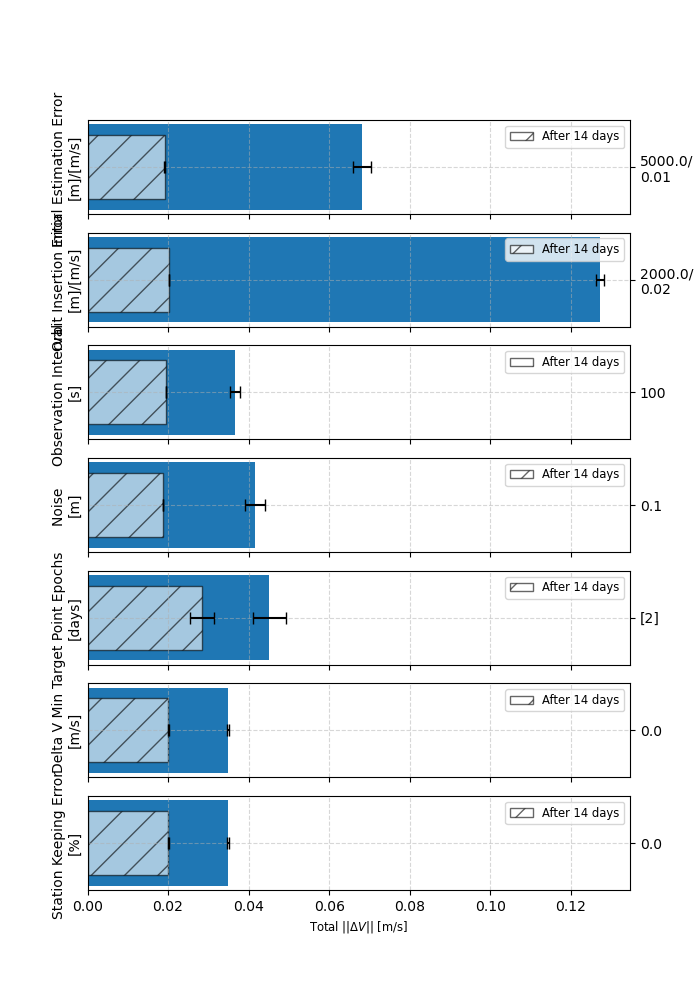 Initial Estimation Error
[m]/[m/s]
After 14 days
5000.0/
0.01
Orbit Insertion Error
[m]/[m/s]
After 14 days
2000.0/
0.02
Observation Interval
[s]
After 14 days
100
Noise
[m]
After 14 days
0.1
Target Point Epochs
[days]
After 14 days
[2]
Delta V Min
[m/s]
After 14 days
0.0
Station Keeping Error
[%]
After 14 days
0.0
0.00 0.02 0.04 0.06 0.08 0.10 0.12
Total ||ΔV|| [m/s]